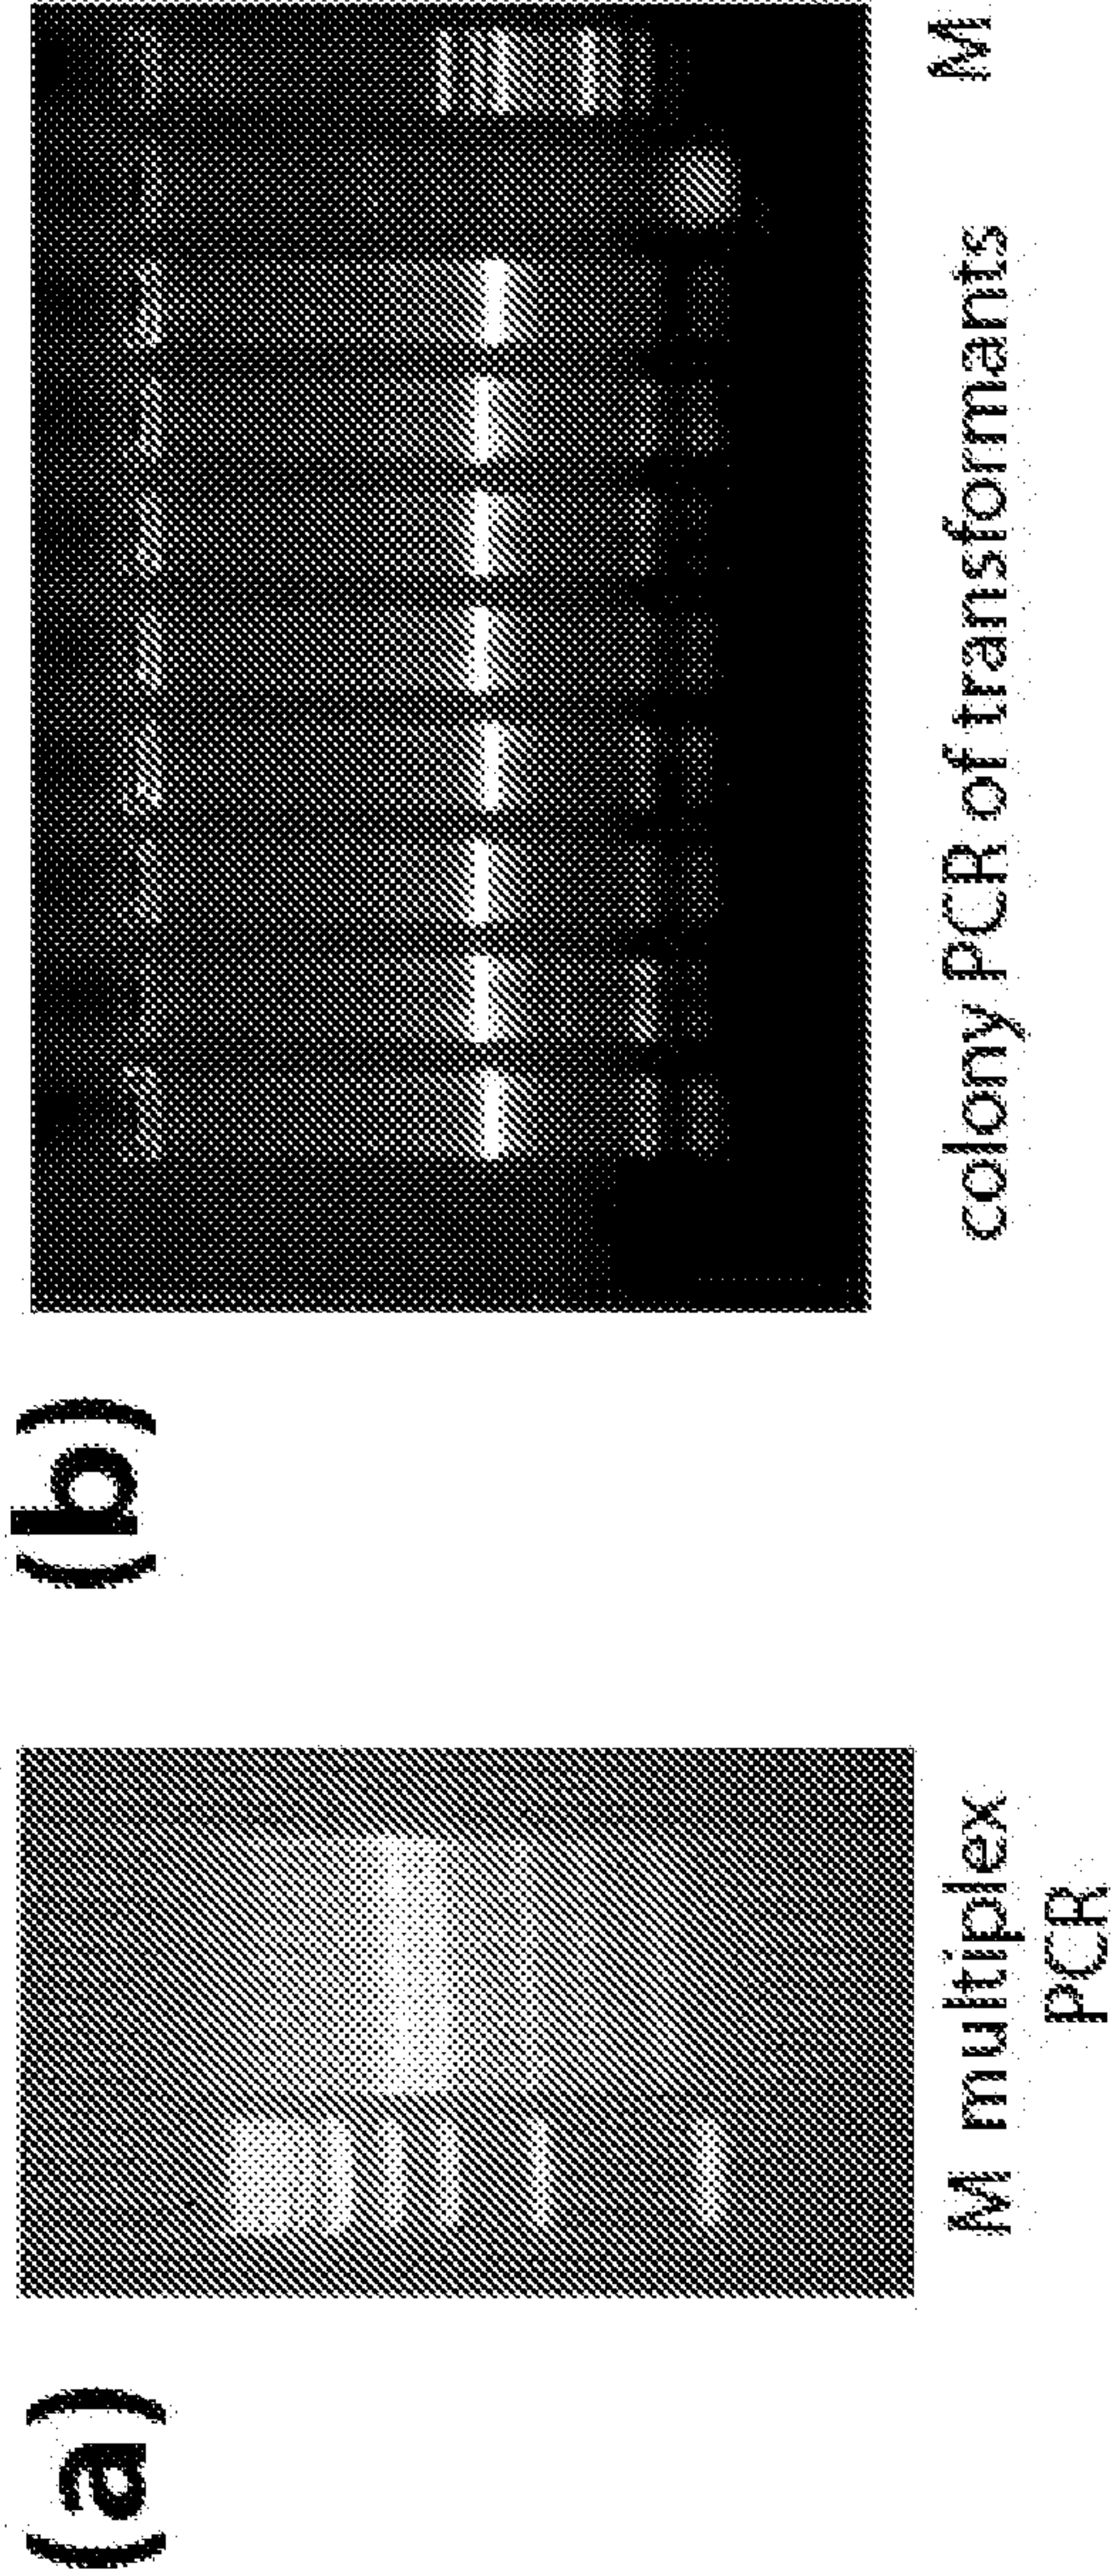 (a)
M multiplex
PCR
(b)
colony PCR of transformants M